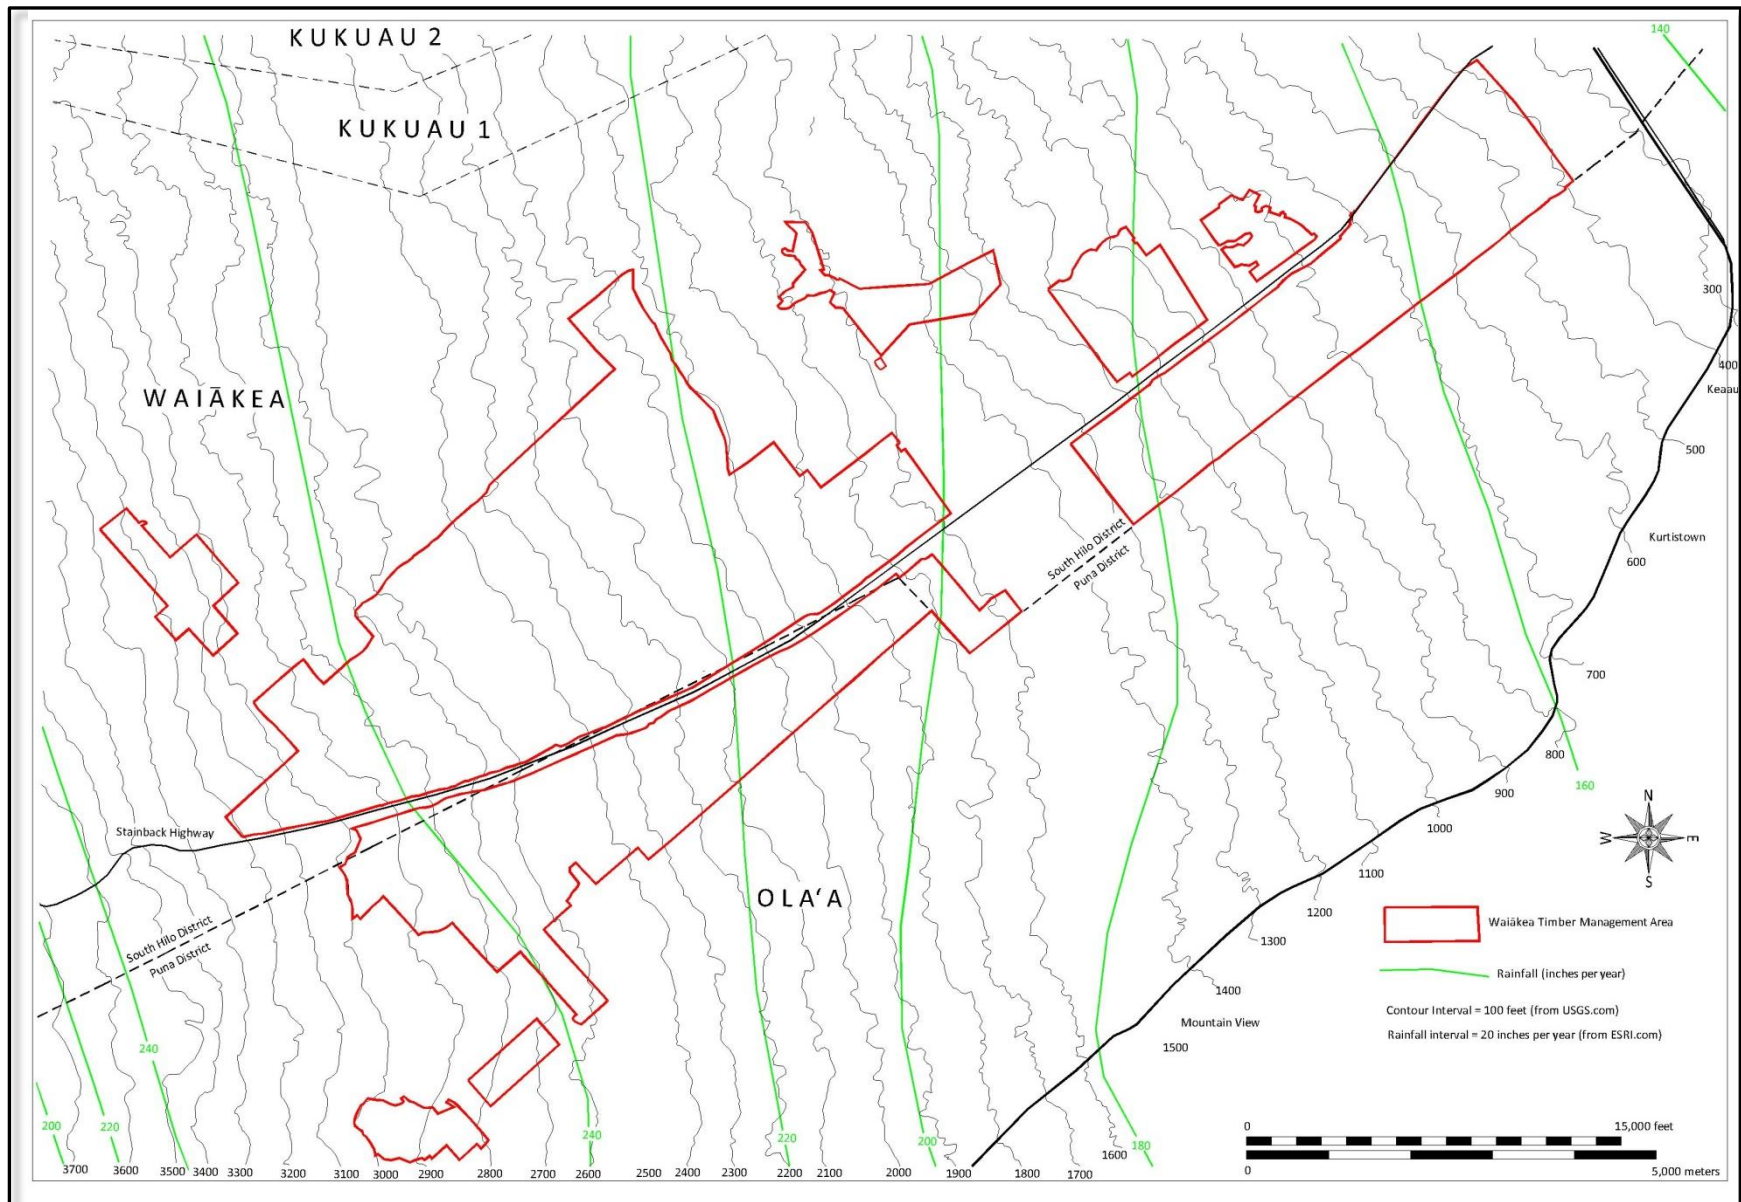 KUKUAU 2
140
KUKUAU 1
300
400
Keaau
WAIĀKEA
500
South Hilo District
Puna District
Kurtistown
600
700
800
160
900
Stainback Highway
1000
1100
OLAʻA
1200
South Hilo District
Puna District
1300
1400
Mountain View
1500
240
N
W
E
S
Waiākea Timber Management Area
Rainfall (inches per year)
Contour Interval = 100 feet (from USGS.com)
Rainfall interval = 20 inches per year (from ESRI.com)
200
220
240
220
200
180
1600
0
15,000 feet
0
5,000 meters
3700
3600
3500
3400
3300
3200
3100
3000
2900
2800
2700
2600
2500
2400
2300
2200
2100
2000
1900
1800
1700